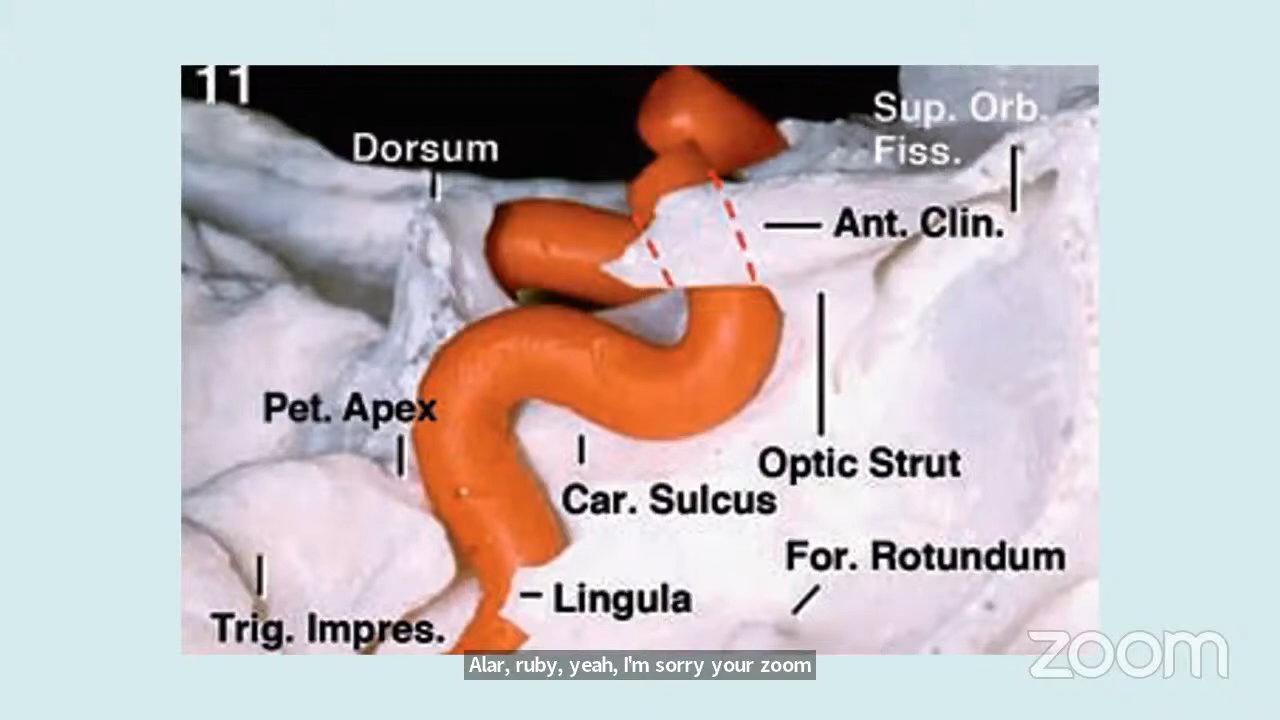 11
Sup. Orb.
Fiss.
Dorsum
Ant. Clin.
Pet. Apex
Optic Strut
Car. Sulcus
For. Rotundum
Lingula
Trig. Impres.
zoom
Alar, ruby, yeah, I'm sorry your zoom